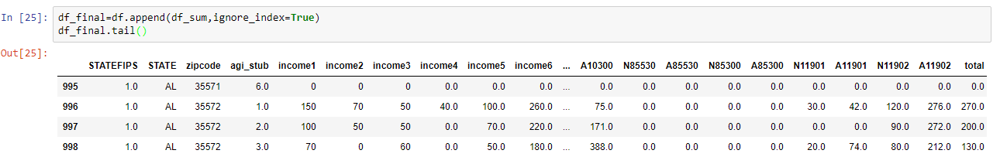 In [25]: df_final=df.append(df_sum,ignore_index=True)
df_final.tail()
Out[25]:
STATEFIPS STATE zipcode agi_stub income1 income2 income3 income4 income5 income6 ... A10300 N85530 A85530 N85300 A85300 N11901 A11901 N11902 A11902 total
995 1.0 AL 35571 6.0 0 0 0 0.0 0.0 0.0 ... 0.0 0.0 0.0 0.0 0.0 0.0 0.0 0.0 0.0 0.0
996 1.0 AL 35572 1.0 150 70 50 40.0 100.0 260.0 ... 75.0 0.0 0.0 0.0 0.0 30.0 42.0 120.0 276.0 270.0
997 1.0 AL 35572 2.0 100 50 50 0.0 70.0 220.0 ... 171.0 0.0 0.0 0.0 0.0 0.0 0.0 90.0 272.0 200.0
998 1.0 AL 35572 3.0 70 0 60 0.0 50.0 180.0 ... 388.0 0.0 0.0 0.0 0.0 20.0 74.0 80.0 212.0 130.0